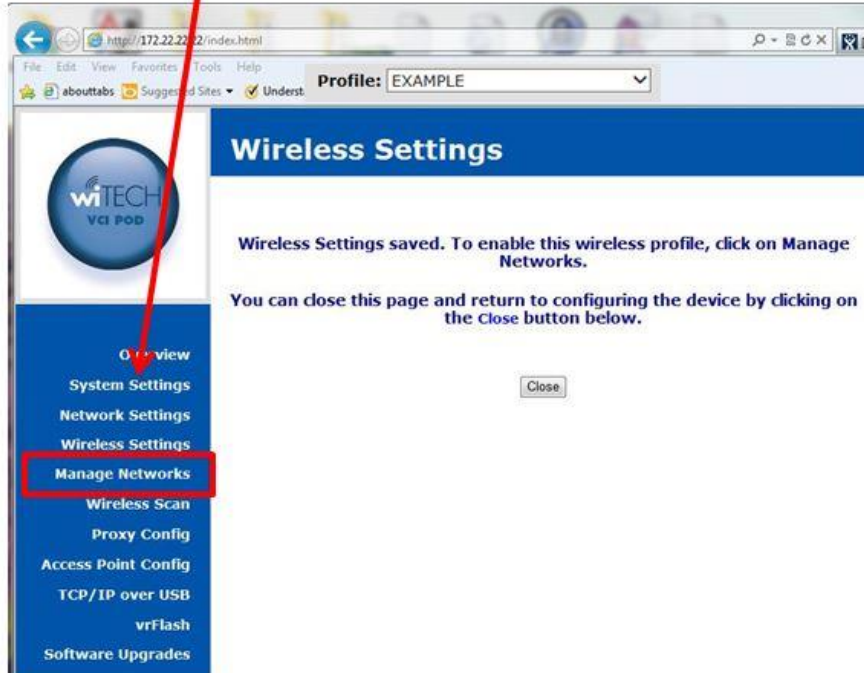 http://172.22.22.22/index.html
File Edit View Favorites Tools Help
abouttabs Suggested Sites Underst
Profile: EXAMPLE
wiTECH
VCI POD
Wireless Settings
Wireless Settings saved. To enable this wireless profile, click on Manage
Networks.
You can close this page and return to configuring the device by clicking on
the Close button below.
Close
Overview
System Settings
Network Settings
Wireless Settings
Manage Networks
Wireless Scan
Proxy Config
Access Point Config
TCP/IP over USB
vrFlash
Software Upgrades